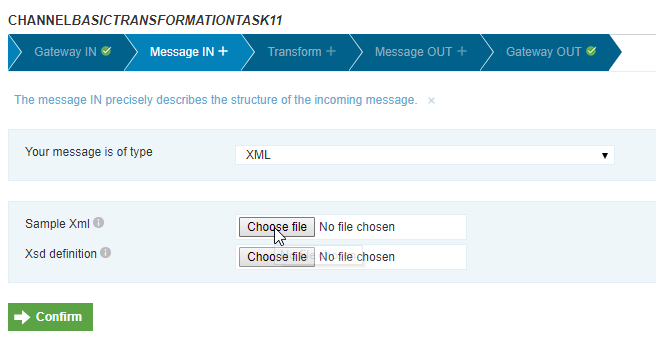 CHANNELBASICTRANSFORMATIONTASK11
Gateway IN Message IN Transform Message OUT Gateway OUT
The message IN precisely describes the structure of the incoming message. ×
Your message is of type XML
Sample Xml Choose file No file chosen
Xsd definition Choose file No file chosen
Confirm